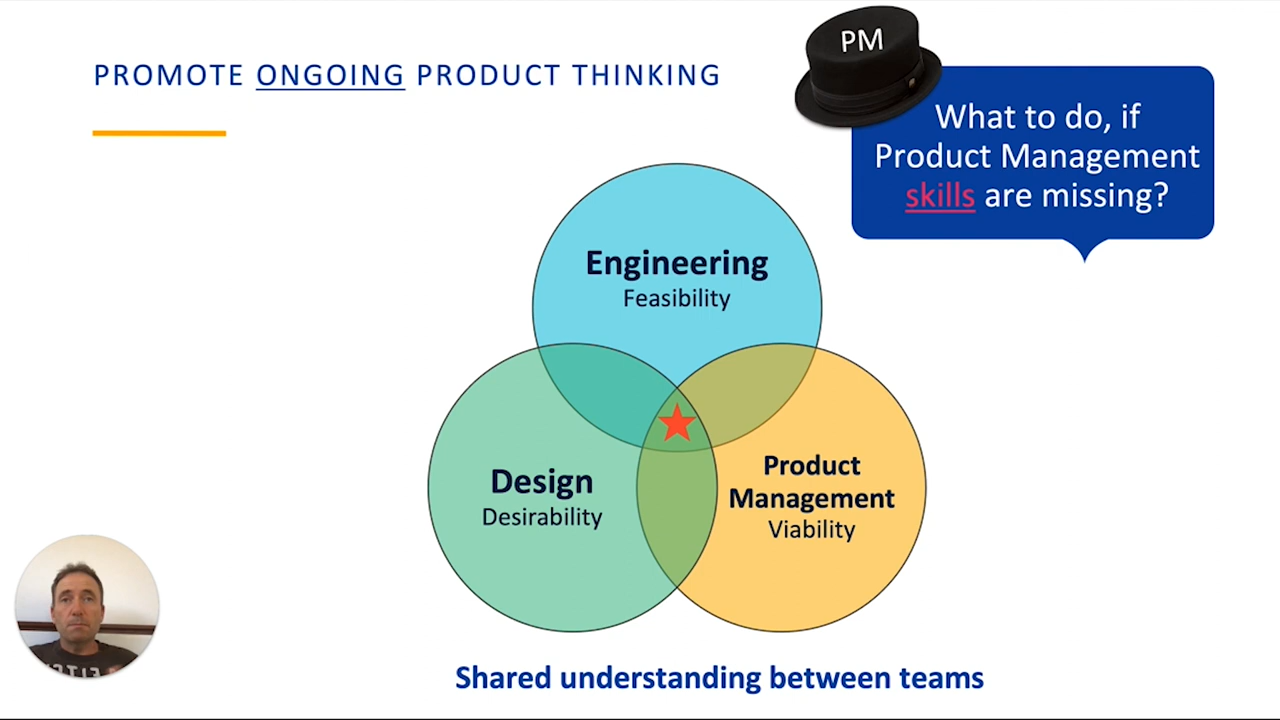 PROMOTE ONGOING PRODUCT THINKING
PM
What to do, if
Product Management
skills are missing?
Engineering
Feasibility
Design
Desirability
Product
Management
Viability
Shared understanding between teams